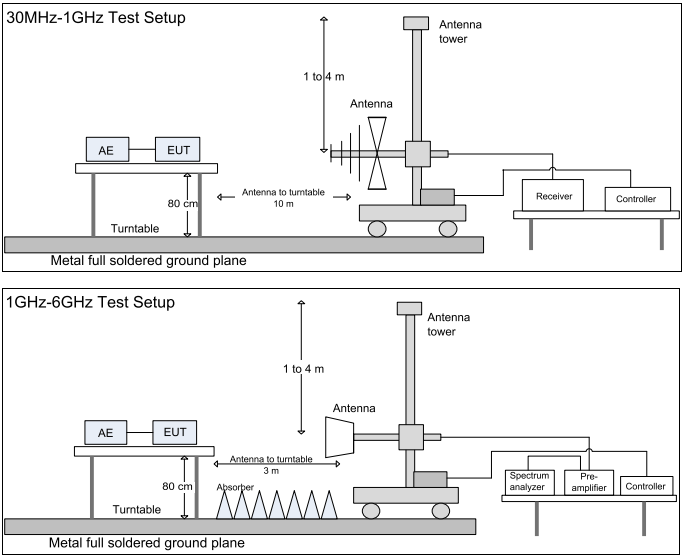 30MHz-1GHz Test Setup
Antenna
tower
1 to 4 m
Antenna
AE
EUT
80 cm
Antenna to turntable
10 m
Receiver
Controller
Turntable
Metal full soldered ground plane
1GHz-6GHz Test Setup
Antenna
tower
1 to 4 m
Antenna
AE
EUT
Antenna to turntable
3 m
80 cm
Absorber
Spectrum
analyzer
Pre-
amplifier
Controller
Turntable
Metal full soldered ground plane